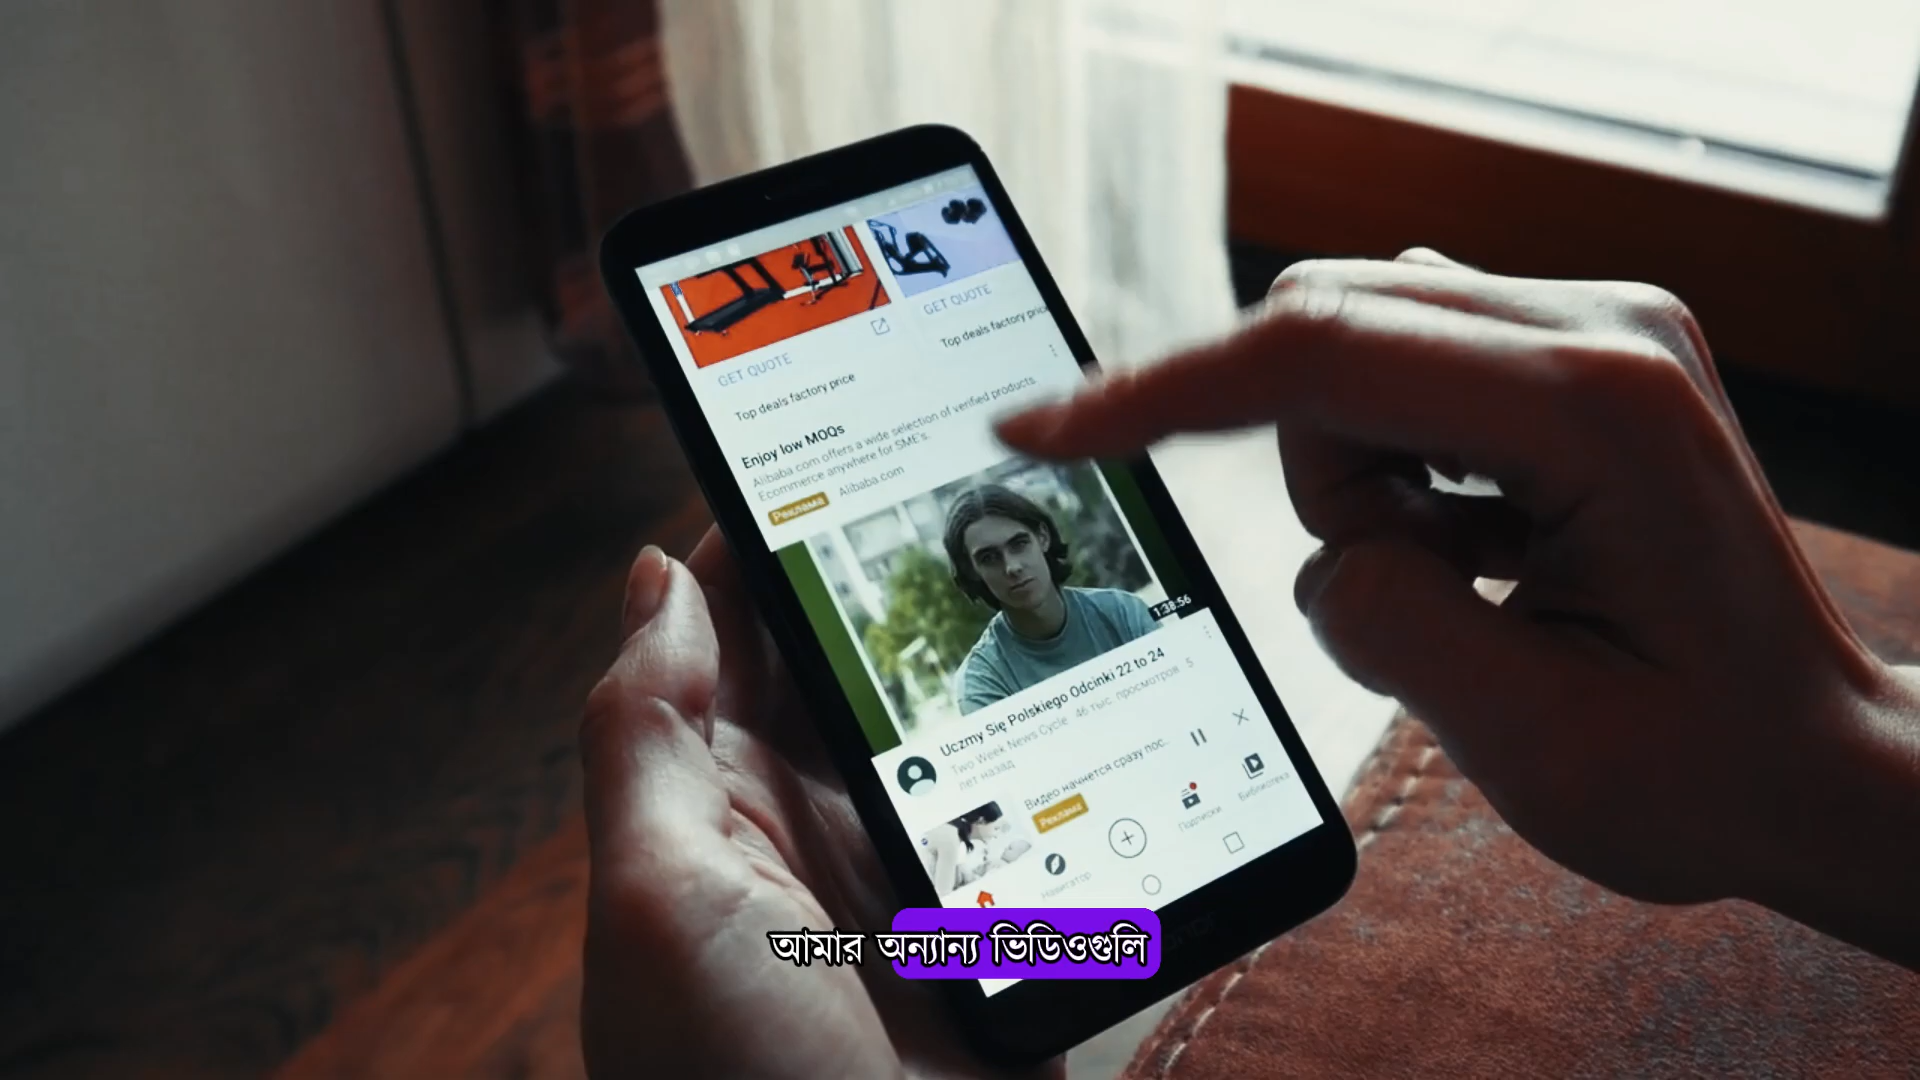 GET QUOTE
Top deals factory price
GET QUOTE
Top deals factory price
Enjoy low MOQs
Alibaba.com offers a wide selection of verified products.
Ecommerce anywhere for SME's.
Реклама Alibaba.com
1:38:56
Uczmy Się Polskiego Odcinki 22 to 24
Two Week News Cycle 46 тыс. просмотров 5
лет назад
Видео начнется сразу пос...
Реклама
Навигатор
Подписки
Библиотека
আমার অন্যান্য ভিডিওগুলি